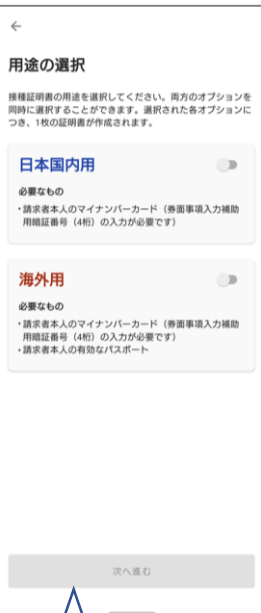 用途の選択
接種証明書の用途を選択してください。両方のオプションを
同時に選択することができます。選択された各オプションに
つき、1枚の証明書が作成されます。
日本国内用
必要なもの
・請求者本人のマイナンバーカード（券面事項入力補助
用暗証番号（4桁）の入力が必要です）
海外用
必要なもの
・請求者本人のマイナンバーカード（券面事項入力補助
用暗証番号（4桁）の入力が必要です）
・請求者本人の有効なパスポート
次へ進む